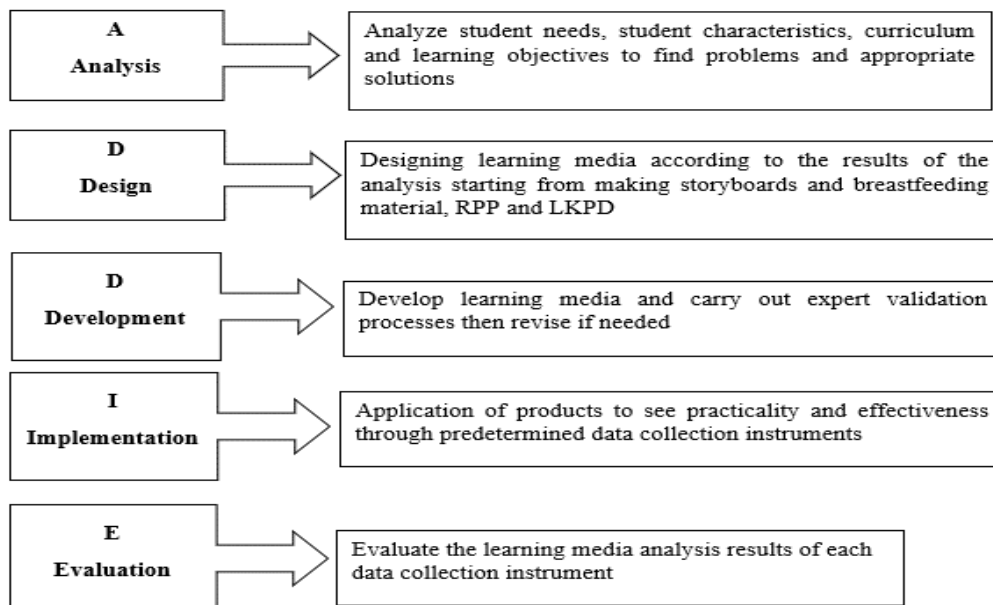 A
Analysis
Analyze student needs, student characteristics, curriculum
and learning objectives to find problems and appropriate
solutions
D
Design
Designing learning media according to the results of the
analysis starting from making storyboards and breastfeeding
material, RPP and LKPD
D
Development
Develop learning media and carry out expert validation
processes then revise if needed
I
Implementation
Application of products to see practicality and effectiveness
through predetermined data collection instruments
E
Evaluation
Evaluate the learning media analysis results of each
data collection instrument